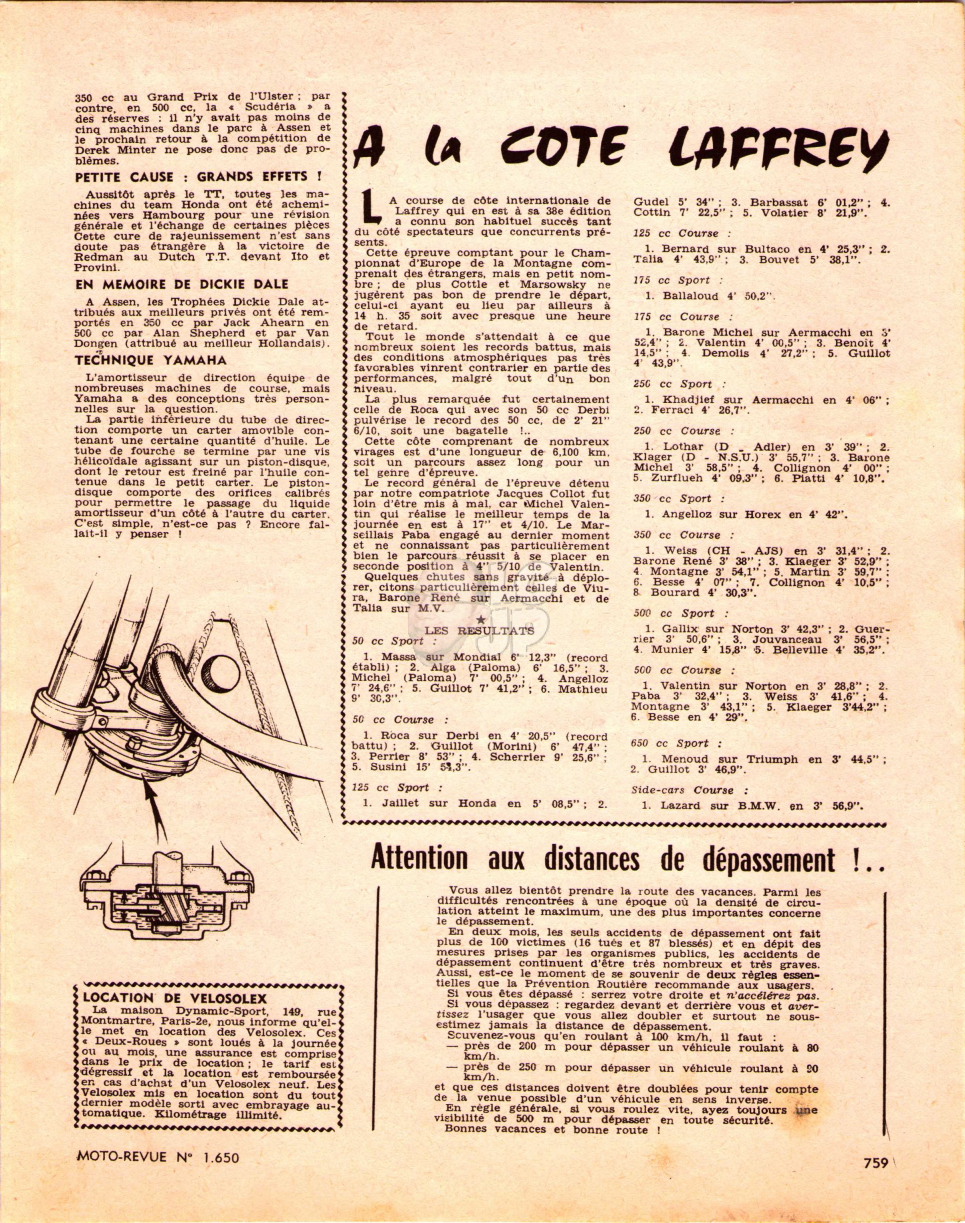 350 cc au Grand Prix de l'Ulster ; par
contre, en 500 cc, la « Scudéria » a
des réserves : il n'y avait pas moins de
cinq machines dans le parc à Assen et
le prochain retour à la compétition de
Derek Minter ne pose donc pas de pro-
blèmes.
PETITE CAUSE : GRANDS EFFETS !
Aussitôt après le TT, toutes les ma-
chines du team Honda ont été achemi-
nées vers Hambourg pour une révision
générale et l'échange de certaines pièces
Cette cure de rajeunissement n'est sans
doute pas étrangère à la victoire de
Redman au Dutch T.T. devant Ito et
Provini.
EN MEMOIRE DE DICKIE DALE
A Assen, les Trophées Dickie Dale at-
tribués aux meilleurs privés ont été rem-
portés en 350 cc par Jack Ahearn en
500 cc par Alan Shepherd et par Van
Dongen (attribué au meilleur Hollandais).
TECHNIQUE YAMAHA
L'amortisseur de direction équipe de
nombreuses machines de course, mais
Yamaha a des conceptions très person-
nelles sur la question.
La partie inférieure du tube de direc-
tion comporte un carter amovible con-
tenant une certaine quantité d'huile. Le
tube de fourche se termine par une vis
hélicoïdale agissant sur un piston-disque,
dont le retour est freiné par l'huile con-
tenue dans le petit carter. Le piston-
disque comporte des orifices calibrés
pour permettre le passage du liquide
amortisseur d'un côté à l'autre du carter.
C'est simple, n'est-ce pas ? Encore fal-
lait-il y penser !
LOCATION DE VELOSOLEX
La maison Dynamic-Sport, 149, rue
Montmartre, Paris-2e, nous informe qu'el-
le met en location des Velosolex. Ces
« Deux-Roues » sont loués à la journée
ou au mois, une assurance est comprise
dans le prix de location ; le tarif est
dégressif et la location est remboursée
en cas d'achat d'un Velosolex neuf. Les
Velosolex mis en location sont du tout
dernier modèle sorti avec embrayage au-
tomatique. Kilométrage illimité.
A la COTE LAFFREY
LA course de côte internationale de
Laffrey qui en est à sa 38e édition
a connu son habituel succès tant
du côté spectateurs que concurrents pré-
sents.
Cette épreuve comptant pour le Cham-
pionnat d'Europe de la Montagne com-
prenait des étrangers, mais en petit nom-
bre ; de plus Cottle et Marsowsky ne
jugérent pas bon de prendre le départ,
celui-ci ayant eu lieu par ailleurs à
14 h. 35 soit avec presque une heure
de retard.
Tout le monde s'attendait à ce que
nombreux soient les records battus, mais
des conditions atmosphériques pas très
favorables vinrent contrarier en partie des
performances, malgré tout d'un bon
niveau.
La plus remarquée fut certainement
celle de Roca qui avec son 50 cc Derbi
pulvérise le record des 50 cc, de 2' 21"
6/10, soit une bagatelle !..
Cette côte comprenant de nombreux
virages est d'une longueur de 6,100 km,
soit un parcours assez long pour un
tel genre d'épreuve.
Le record général de l'épreuve détenu
par notre compatriote Jacques Collot fut
loin d'être mis à mal, car Michel Valen-
tin qui réalise le meilleur temps de la
journée en est à 17" et 4/10. Le Mar-
seillais Paba engagé au dernier moment
et ne connaissant pas particulièrement
bien le parcours réussit à se placer en
seconde position à 4" 5/10 de Valentin.
Quelques chutes sans gravité à déplo-
rer, citons particulièrement celles de Viu-
ra, Barone René sur Aermacchi et de
Talia sur M.V.
LES RESULTATS
50 cc Sport :
1. Massa sur Mondial 6' 12,3" (record
établi) ; 2. Alga (Paloma) 6' 16,5" ; 3.
Michel (Paloma) 7' 00,5" ; 4. Angelloz
7' 24,6" ; 5. Guillot 7' 41,2" ; 6. Mathieu
9' 30,3".
50 cc Course :
1. Roca sur Derbi en 4' 20,5" (record
battu) ; 2. Guillot (Morini) 6' 47,4" ;
3. Perrier 8' 53" ; 4. Scherrier 9' 25,6" ;
5. Susini 15'
125 cc Sport :
1. Jaillet sur Honda en 5' 08,5" ; 2.
Gudel 5' 34" ; 3. Barbassat 6' 01,2" ; 4.
Cottin 7' 22,5" ; 5. Volatier 8' 21,9".
125 cc Course :
1. Bernard sur Bultaco en 4' 25,3" ; 2.
Talia 4' 43,9" ; 3. Bouvet 5' 38,1".
175 cc Sport :
1. Ballaloud 4' 50,2".
175 cc Course :
1. Barone Michel sur Aermacchi en 3'
52,4" ; 2. Valentin 4' 00,5" ; 3. Benoit 4'
14,5" ; 4. Demolis 4' 27,2" ; 5. Guillot
4' 43,9".
250 cc Sport :
1. Khadjief sur Aermacchi en 4' 06" ;
2. Ferraci 4' 26,7".
250 cc Course :
1. Lothar (D - Adler) en 3' 39" ; 2.
Klager (D - N.S.U.) 3' 55,7" ; 3. Barone
Michel 3' 58,5" ; 4. Collignon 4' 00" ;
5. Zurflueh 4' 09,3" ; 6. Piatti 4' 10,8".
350 cc Sport :
1. Angelloz sur Horex en 4' 42".
350 cc Course :
1. Weiss (CH - AJS) en 3' 31,4" ; 2.
Barone René 3' 38" ; 3. Klaeger 3' 52,9" ;
4. Montagne 3' 54,1" ; 5. Martin 3' 59,7" ;
6. Besse 4' 07" ; 7. Collignon 4' 10,5" ;
8. Bourard 4' 30,3".
500 cc Sport :
1. Gallix sur Norton 3' 42,3" ; 2. Guer-
rier 3' 50,6" ; 3. Jouvanceau 3' 56,5" ;
4. Munier 4' 15,8" 5. Belleville 4' 35,2".
500 cc Course :
1. Valentin sur Norton 3' 28,8" ; 2.
Paba 3' 32,4" ; 3. Weiss 3' 41,6" ; 4.
Montagne 3' 43,1" ; 5. Klaeger 3'44,2" ;
6. Besse en 4' 29".
650 cc Sport :
1. Menoud sur Triumph en 3' 44,5" ;
2. Guillot 3' 46,9".
Side-cars Course :
1. Lazard sur B.M.W. en 3' 56,9".
Attention aux distances de dépassement !..
Vous allez bientôt prendre la route des vacances. Parmi les
difficultés rencontrées à une époque où la densité de circu-
lation atteint le maximum, une des plus importantes concerne
le dépassement.
En deux mois, les seuls accidents de dépassement ont fait
plus de 100 victimes (16 tués et 87 blessés) et en dépit des
mesures prises par les organismes publics, les accidents de
dépassement continuent d'être trés nombreux et trés graves.
Aussi, est-ce le moment de se souvenir de deux règles essen-
tielles que la Prévention Routière recommande aux usagers.
Si vous êtes dépassé : serrez votre droite et n'accélérez pas.
Si vous dépassez : regardez devant et derrière vous et aver-
tissez l'usager que vous allez doubler et surtout ne sous-
estimez jamais la distance de dépassement.
Souvenez-vous qu'en roulant à 100 km/h, il faut :
— près de 200 m pour dépasser un véhicule roulant à 80
km/h.
— près de 250 m pour dépasser un véhicule roulant à 90
km/h.
et que ces distances doivent être doublées pour tenir compte
de la venue possible d'un véhicule en sens inverse.
En règle générale, si vous roulez vite, ayez toujours une
visibilité de 500 m pour dépasser en toute sécurité.
Bonnes vacances et bonne route !
MOTO-REVUE N° 1.650
759